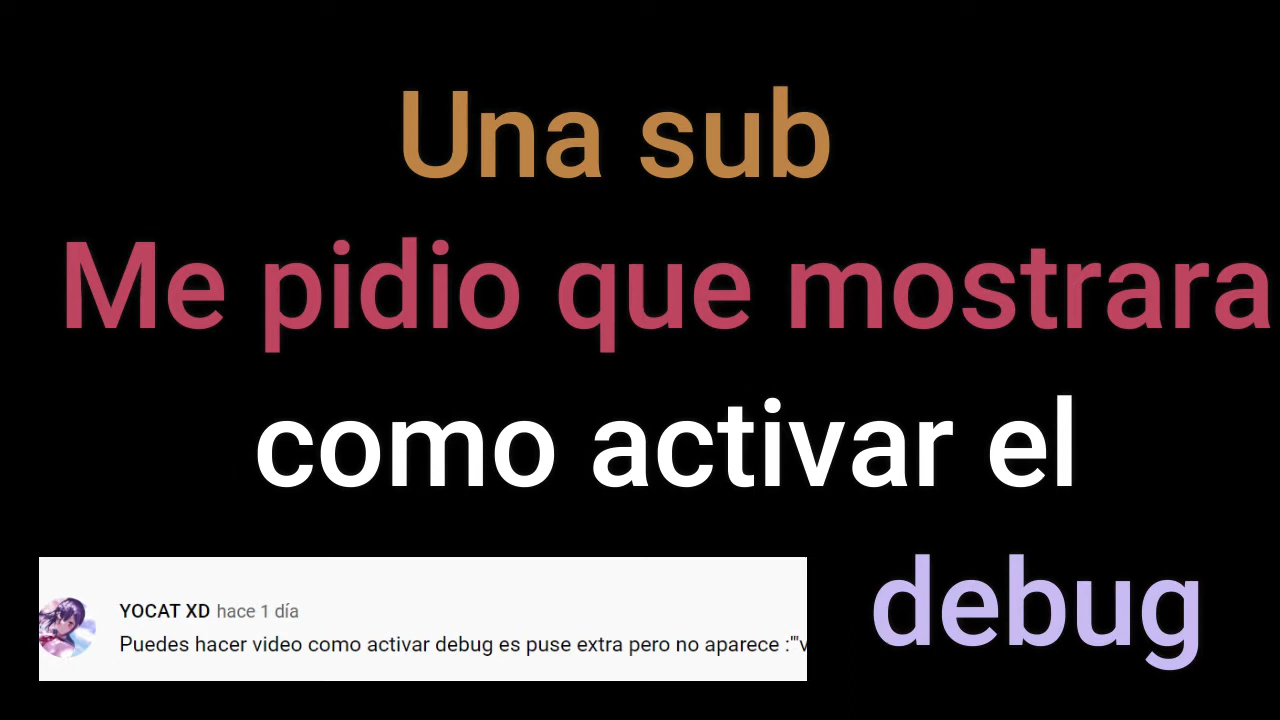 Una sub
Me pidio que mostrara
como activar el
debug
YOCAT XD hace 1 día
Puedes hacer video como activar debug es puse extra pero no aparece :'"v